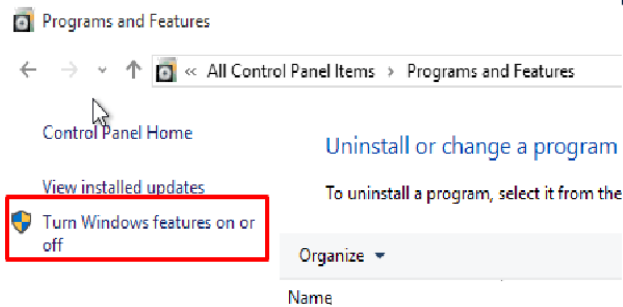 Programs and Features
« All Control Panel Items > Programs and Features
Control Panel Home
Uninstall or change a program
View installed updates
To uninstall a program, select it from the
Turn Windows features on or
off
Organize
Name